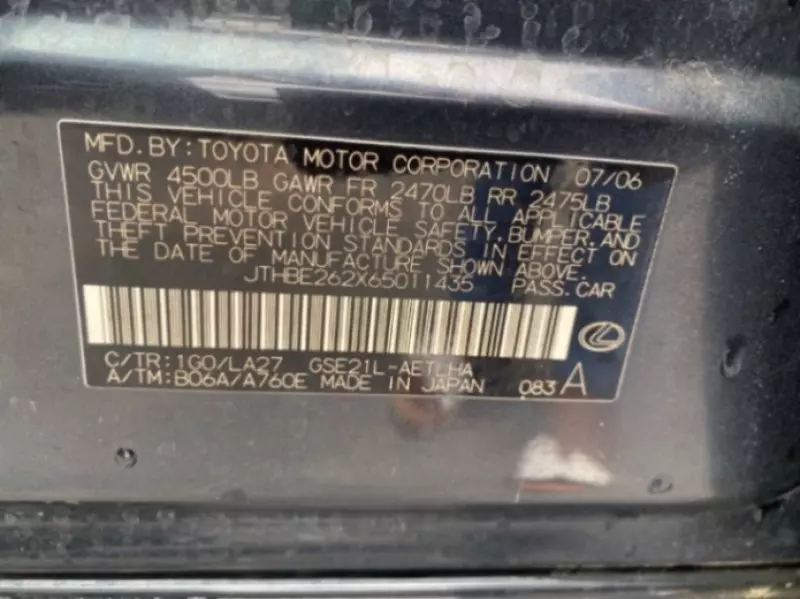 MFD. BY: TOYOTA MOTOR CORPORATION 07/06
GVWR 4500LB GAWR FR 2470LB RR 2475LB
THIS VEHICLE CONFORMS TO ALL APPLICABLE
FEDERAL MOTOR VEHICLE SAFETY, BUMPER, AND
THEFT PREVENTION STANDARDS IN EFFECT ON
THE DATE OF MANUFACTURE SHOWN ABOVE.
JTHBE262X65011435 PASS. CAR
C/TR: 1G0/LA27 GSE21L-AETLHA
A/TM: B06A/A760E MADE IN JAPAN 083 A